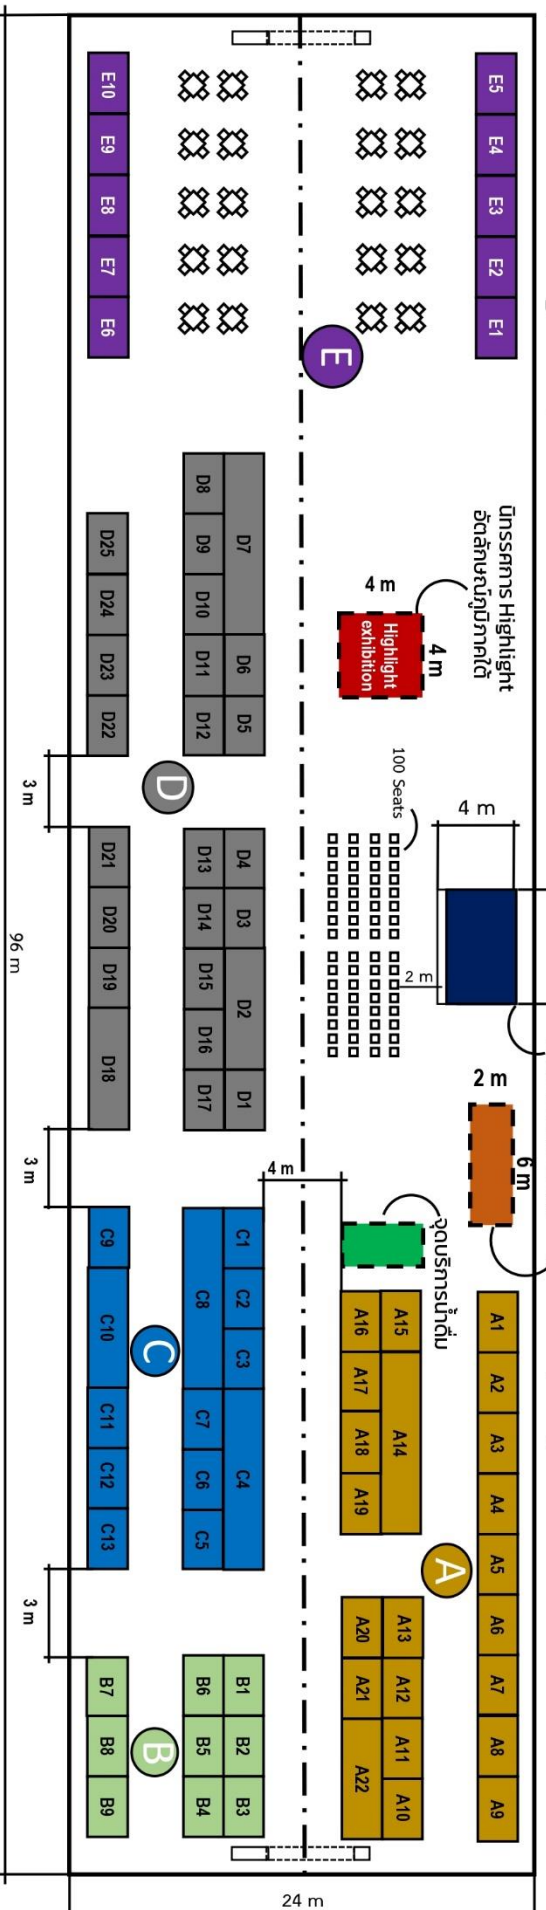 E10
E9
E8
E7
E6
E5
E4
E3
E2
E1
E
นิทรรศการ Highlight
อัตลักษณ์ภูมิภาคใต้
4 m
4 m
Highlight
exhibition
D8
D9
D10
D11
D12
D7
D6
D5
D25
D24
D23
D22
D
3 m
100 Seats
4 m
2 m
D13
D14
D15
D16
D17
D4
D3
D2
D1
D21
D20
D19
D18
96 m
3 m
4 m
2 m
6 m
จุดบริการน้ำดื่ม
C1
C2
C3
C4
C8
C7
C6
C5
C9
C10
C11
C12
C13
C
3 m
A1
A2
A3
A4
A5
A6
A7
A8
A9
A15
A14
A16
A17
A18
A19
A
A13
A12
A11
A10
A20
A21
A22
B1
B2
B3
B6
B5
B4
B7
B8
B9
B
24 m